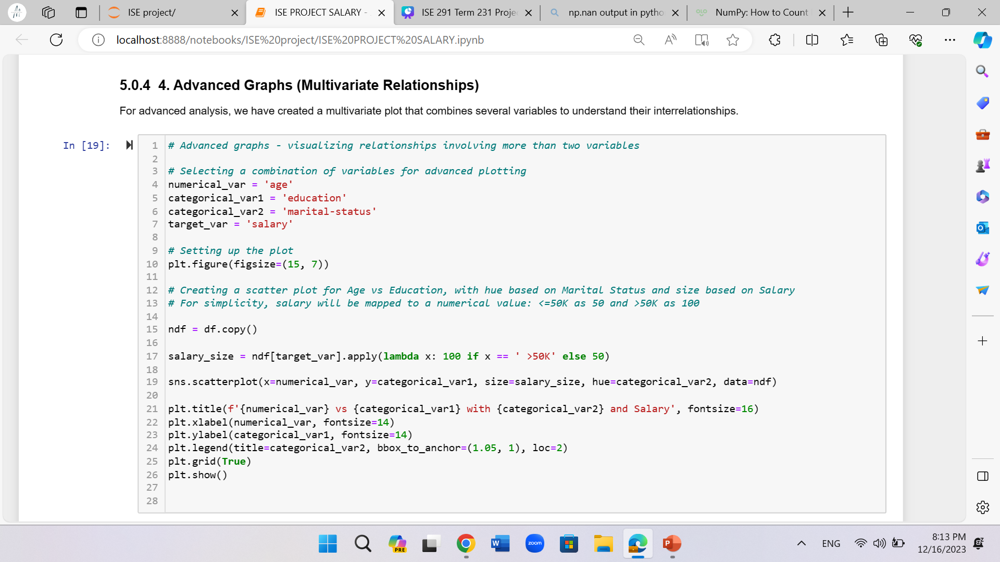 ISE project/
ISE PROJECT SALARY -
ISE 291 Term 231 Proje
np.nan output in pytho
NumPy: How to Count
localhost:8888/notebooks/ISE%20project/ISE%20PROJECT%20SALARY.ipynb
5.0.4 4. Advanced Graphs (Multivariate Relationships)
For advanced analysis, we have created a multivariate plot that combines several variables to understand their interrelationships.
In [19]:
1 # Advanced graphs - visualizing relationships involving more than two variables
2
3 # Selecting a combination of variables for advanced plotting
4 numerical_var = 'age'
5 categorical_var1 = 'education'
6 categorical_var2 = 'marital-status'
7 target_var = 'salary'
8
9 # Setting up the plot
10 plt.figure(figsize=(15, 7))
11
12 # Creating a scatter plot for Age vs Education, with hue based on Marital Status and size based on Salary
13 # For simplicity, salary will be mapped to a numerical value: <=50K as 50 and >50K as 100
14
15 ndf = df.copy()
16
17 salary_size = ndf[target_var].apply(lambda x: 100 if x == ' >50K' else 50)
18
19 sns.scatterplot(x=numerical_var, y=categorical_var1, size=salary_size, hue=categorical_var2, data=ndf)
20
21 plt.title(f'{numerical_var} vs {categorical_var1} with {categorical_var2} and Salary', fontsize=16)
22 plt.xlabel(numerical_var, fontsize=14)
23 plt.ylabel(categorical_var1, fontsize=14)
24 plt.legend(title=categorical_var2, bbox_to_anchor=(1.05, 1), loc=2)
25 plt.grid(True)
26 plt.show()
27
28
PRE
W
zoom
P
ENG
8:13 PM
12/16/2023